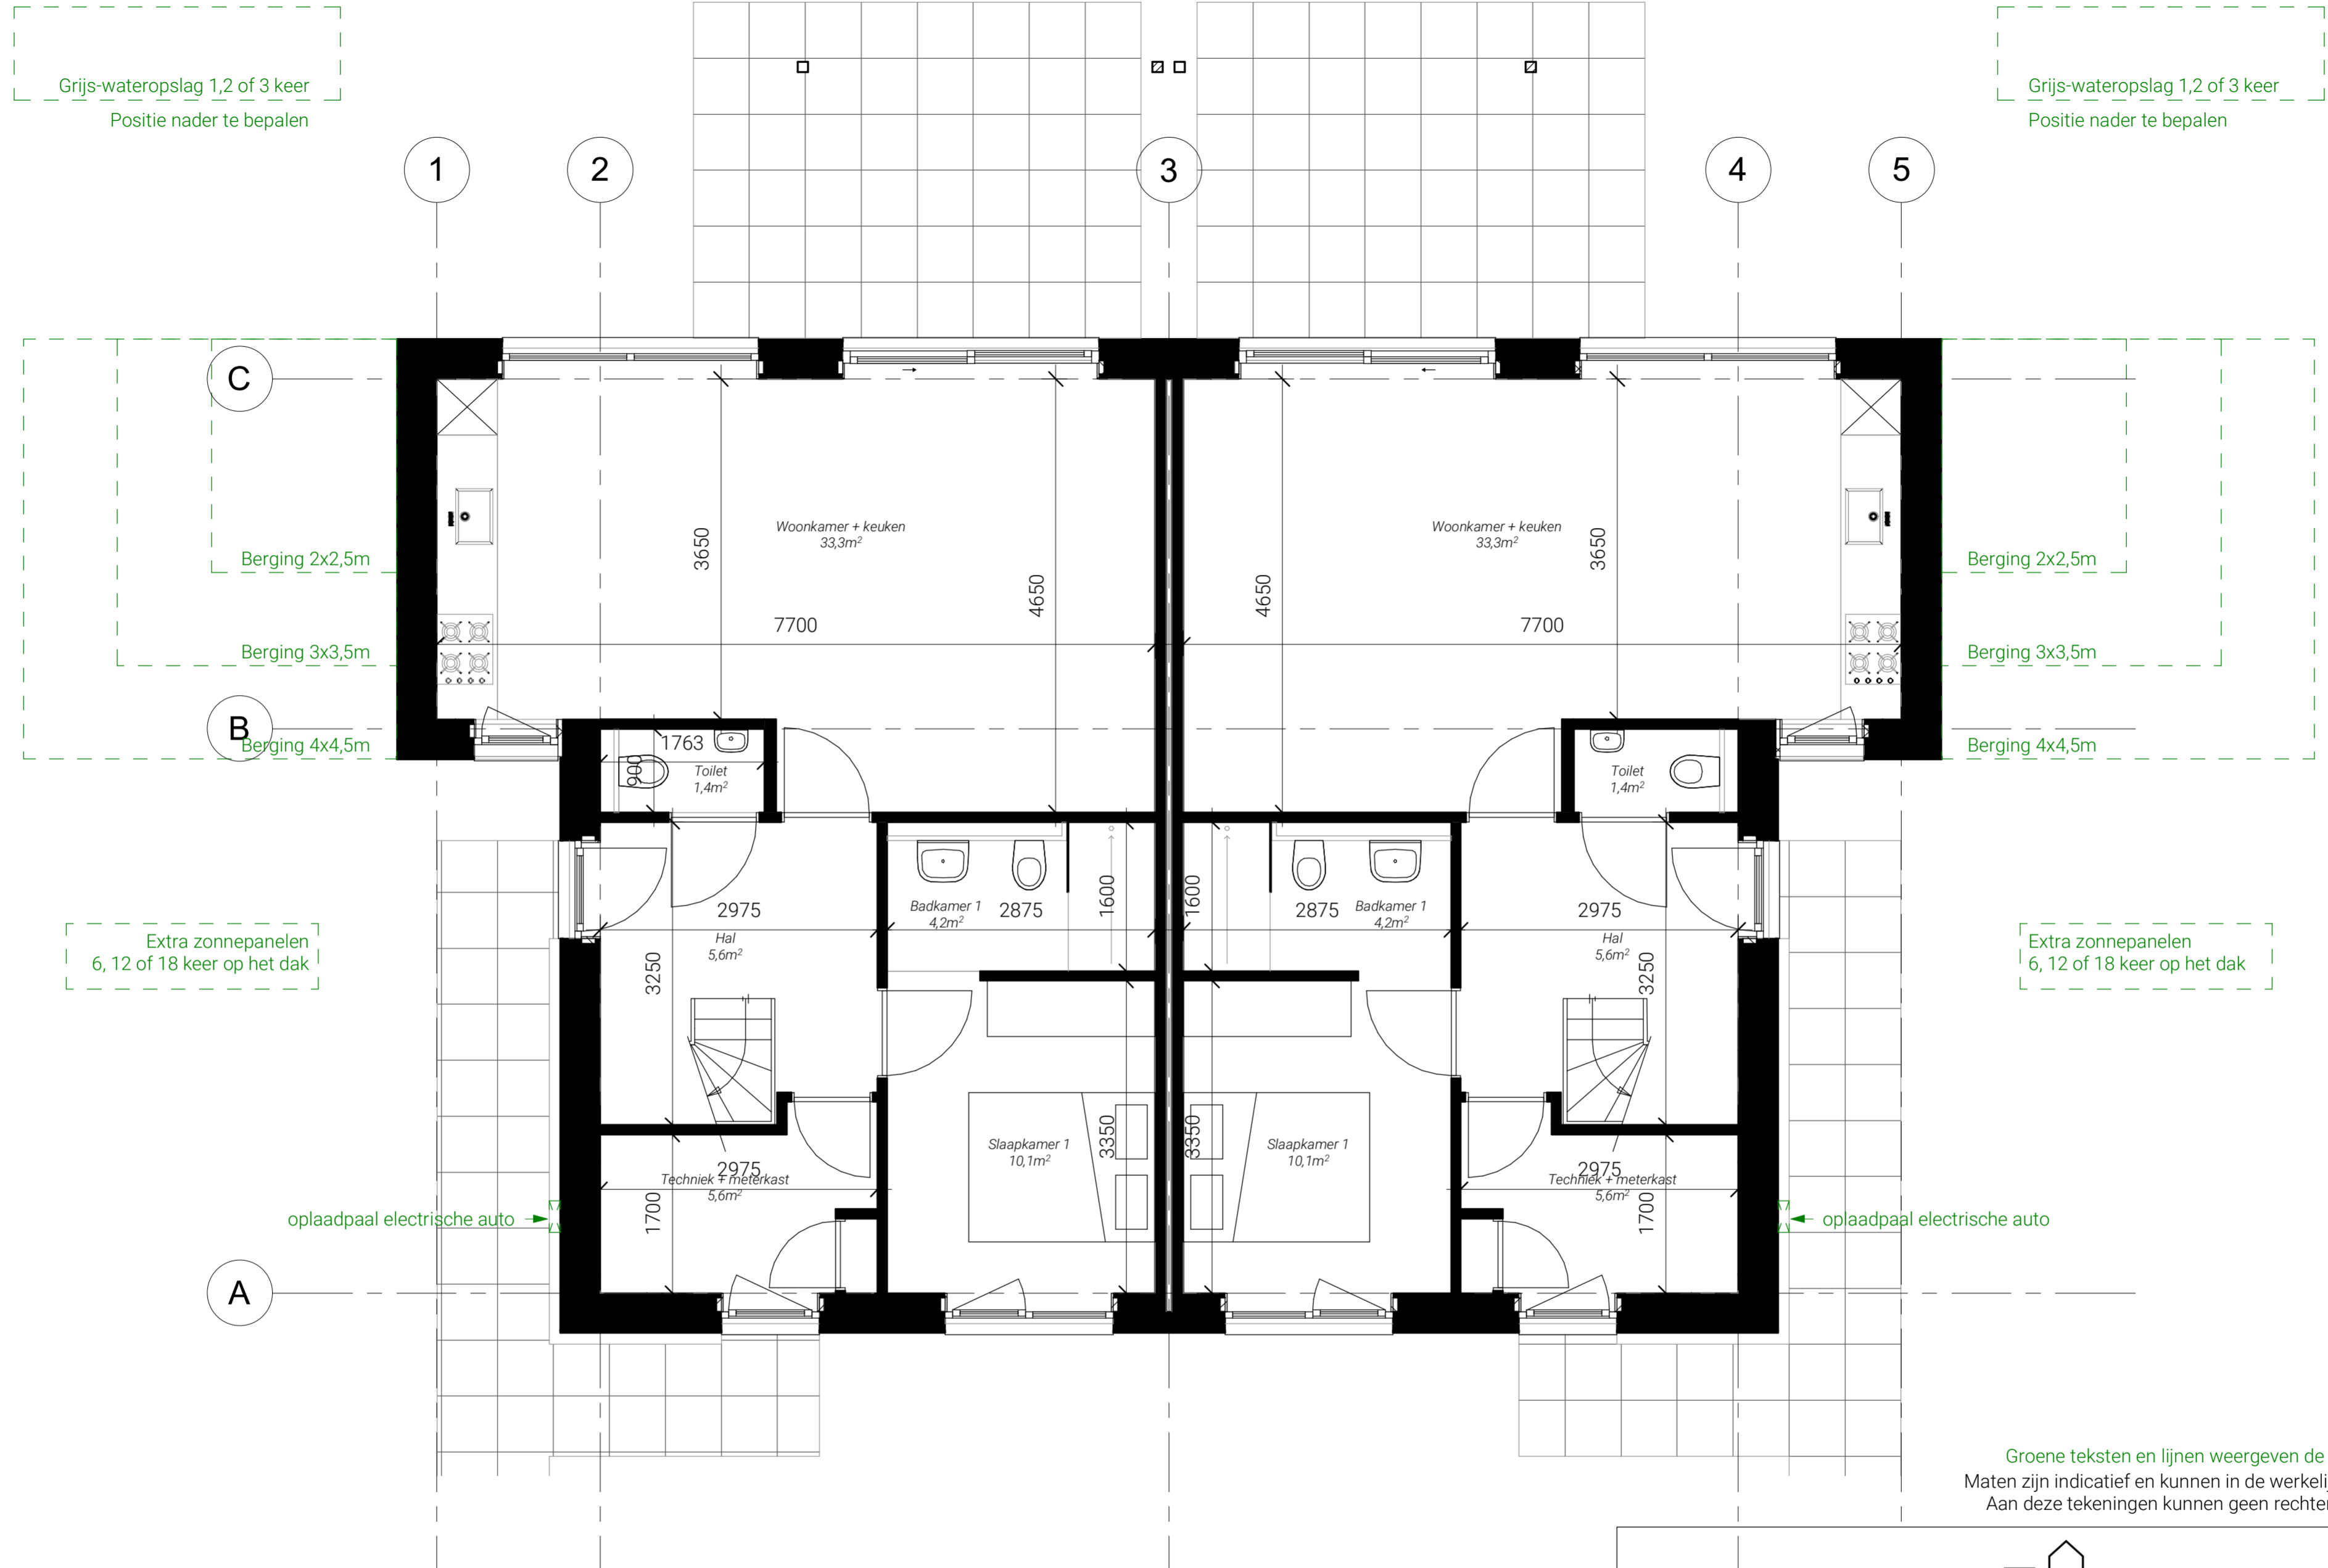 Grijs-wateropslag 1,2 of 3 keer
Positie nader te bepalen
Grijs-wateropslag 1,2 of 3 keer
Positie nader te bepalen
1
2
3
4
5
C
B
A
Berging 2x2,5m
Berging 3x3,5m
Berging 4x4,5m
Woonkamer + keuken
33,3m²
3650
4650
7700
Woonkamer + keuken
33,3m²
4650
3650
7700
Berging 2x2,5m
Berging 3x3,5m
Berging 4x4,5m
1763
900
Toilet
1,4m²
Toilet
1,4m²
2975
Hal
5,6m²
3250
Badkamer 1
4,2m²
2875
1600
1600
2875
Badkamer 1
4,2m²
2975
Hal
5,6m²
3250
Extra zonnepanelen
6, 12 of 18 keer op het dak
Extra zonnepanelen
6, 12 of 18 keer op het dak
2975
Techniek + meterkast
5,6m²
1700
Slaapkamer 1
10,1m²
3350
3350
Slaapkamer 1
10,1m²
2975
Techniek + meterkast
5,6m²
1700
oplaadpaal electrische auto
oplaadpaal electrische auto
Groene teksten en lijnen weergeven de
Maten zijn indicatief en kunnen in de
Aan deze tekeningen kunnen geen